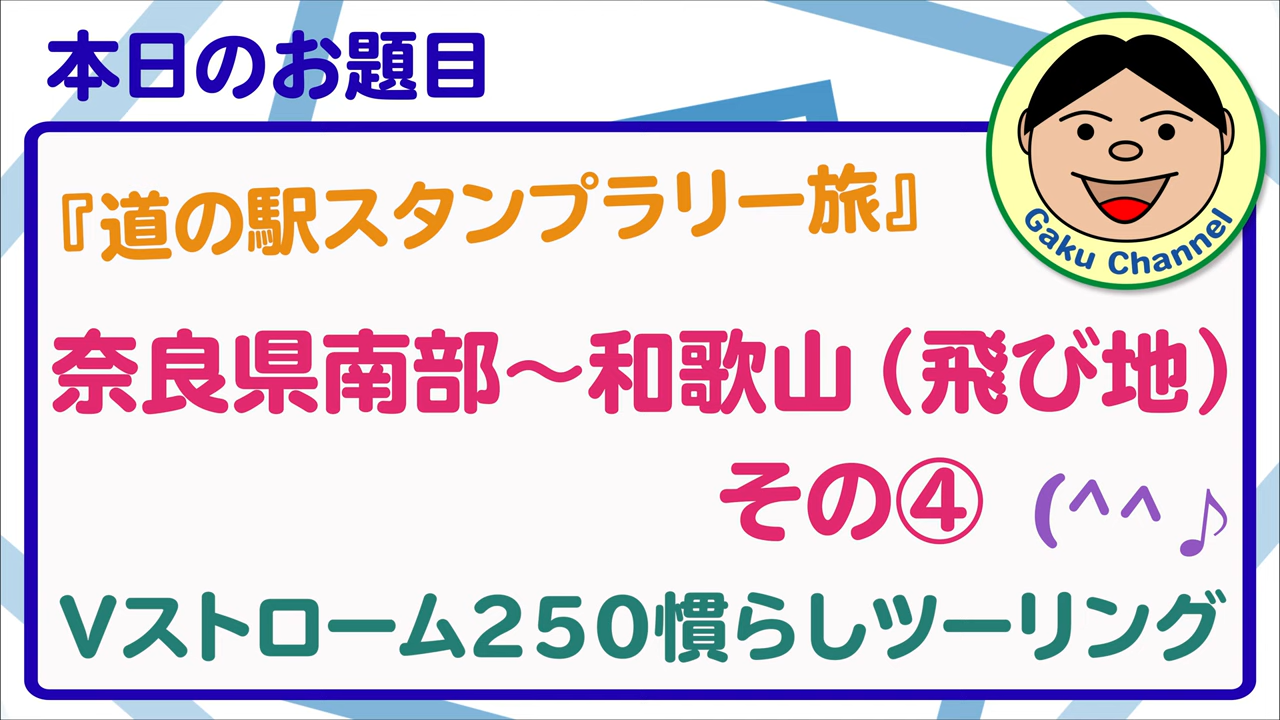 本日のお題目
『道の駅スタンプラリー旅』
Gaku Channel
奈良県南部～和歌山（飛び地）
その④ (^^♪
Vストローム250慣らしツーリング